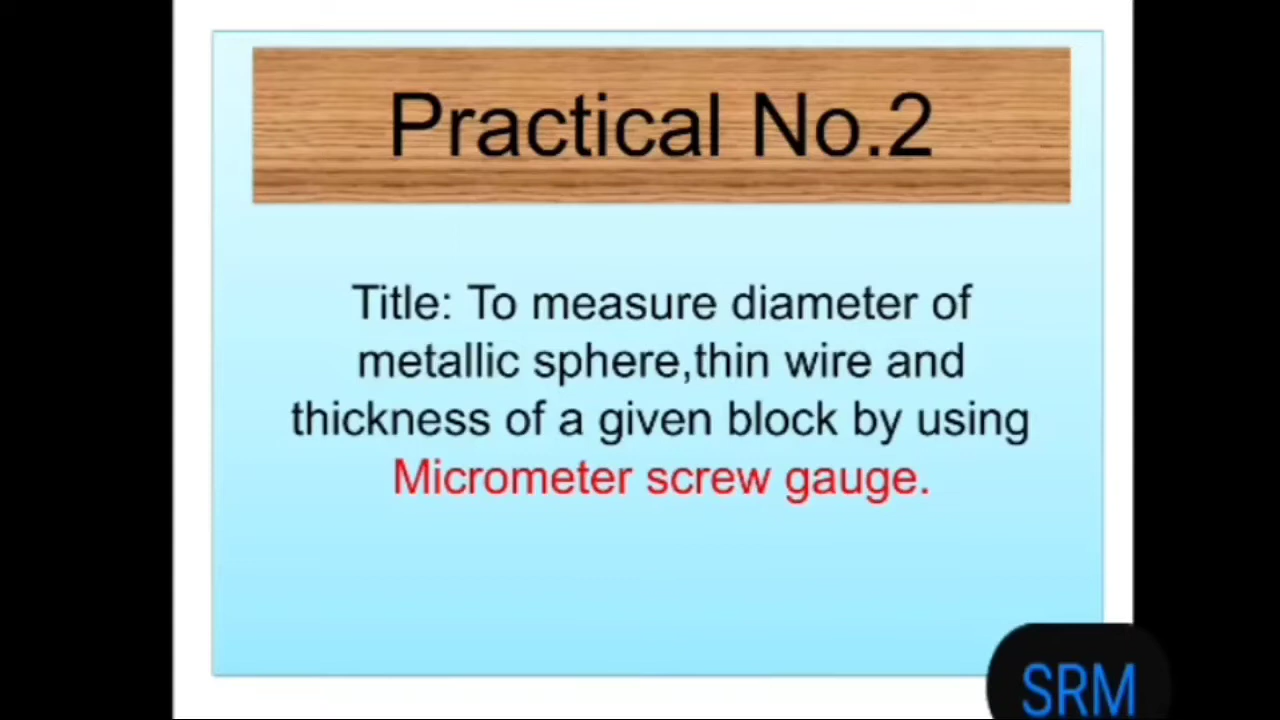 Practical No.2
Title: To measure diameter of
metallic sphere,thin wire and
thickness of a given block by using
Micrometer screw gauge.
SRM